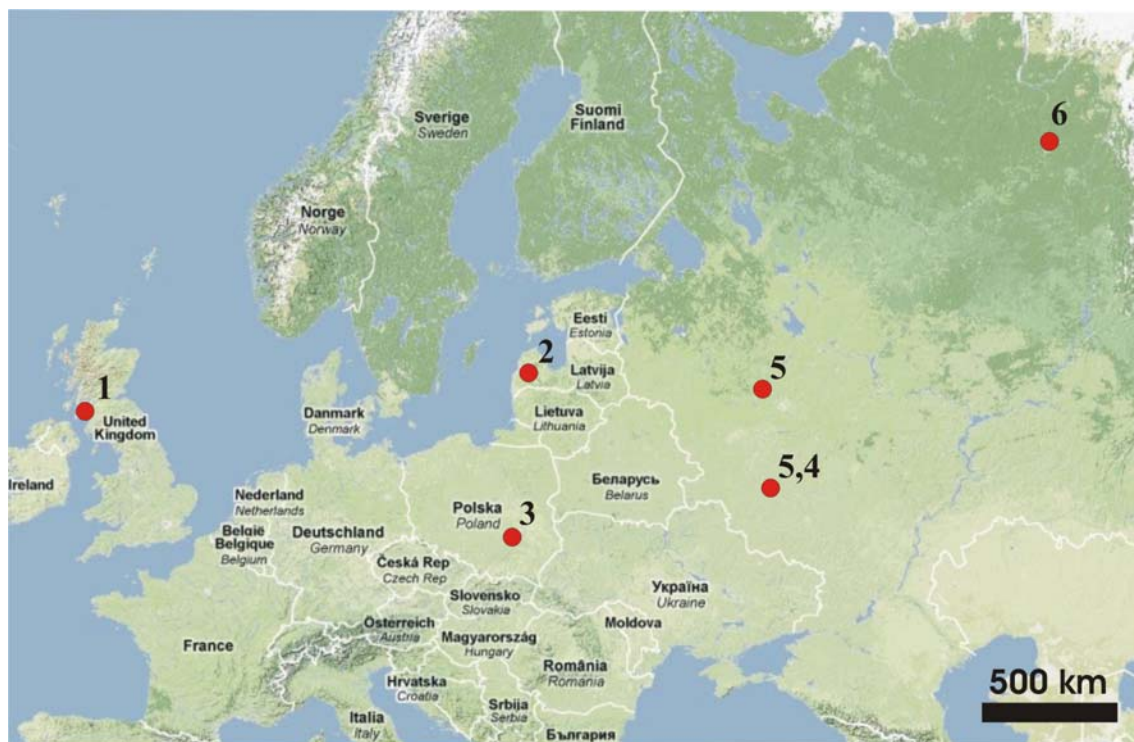 6
Sverige
Sweden
Suomi
Finland
Norge
Norway
Eesti
Estonia
2
Latvija
Latvia
5
1
United
Kingdom
Danmark
Denmark
Lietuva
Lithuania
Ireland
Nederland
Netherlands
Polska
Poland
3
Беларусь
Belarus
5,4
België
Belgique
Belgium
Deutschland
Germany
Česká Rep
Czech Rep
Slovensko
Slovakia
Україна
Ukraine
France
Österreich
Austria
Magyarország
Hungary
Moldova
Hrvatska
Croatia
România
Romania
Srbija
Serbia
Italia
Italy
България
500 km